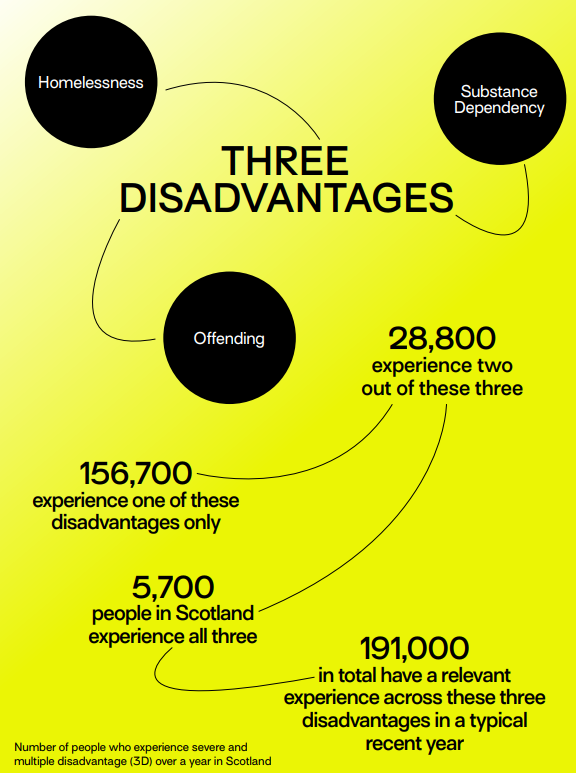 Homelessness
Substance
Dependency
THREE
DISADVANTAGES
Offending
28,800
experience two
out of these three
156,700
experience one of these
disadvantages only
5,700
people in Scotland
experience all three
191,000
in total have a relevant
experience across these three
disadvantages in a typical
recent year
Number of people who experience severe and
multiple disadvantage (3D) over a year in Scotland